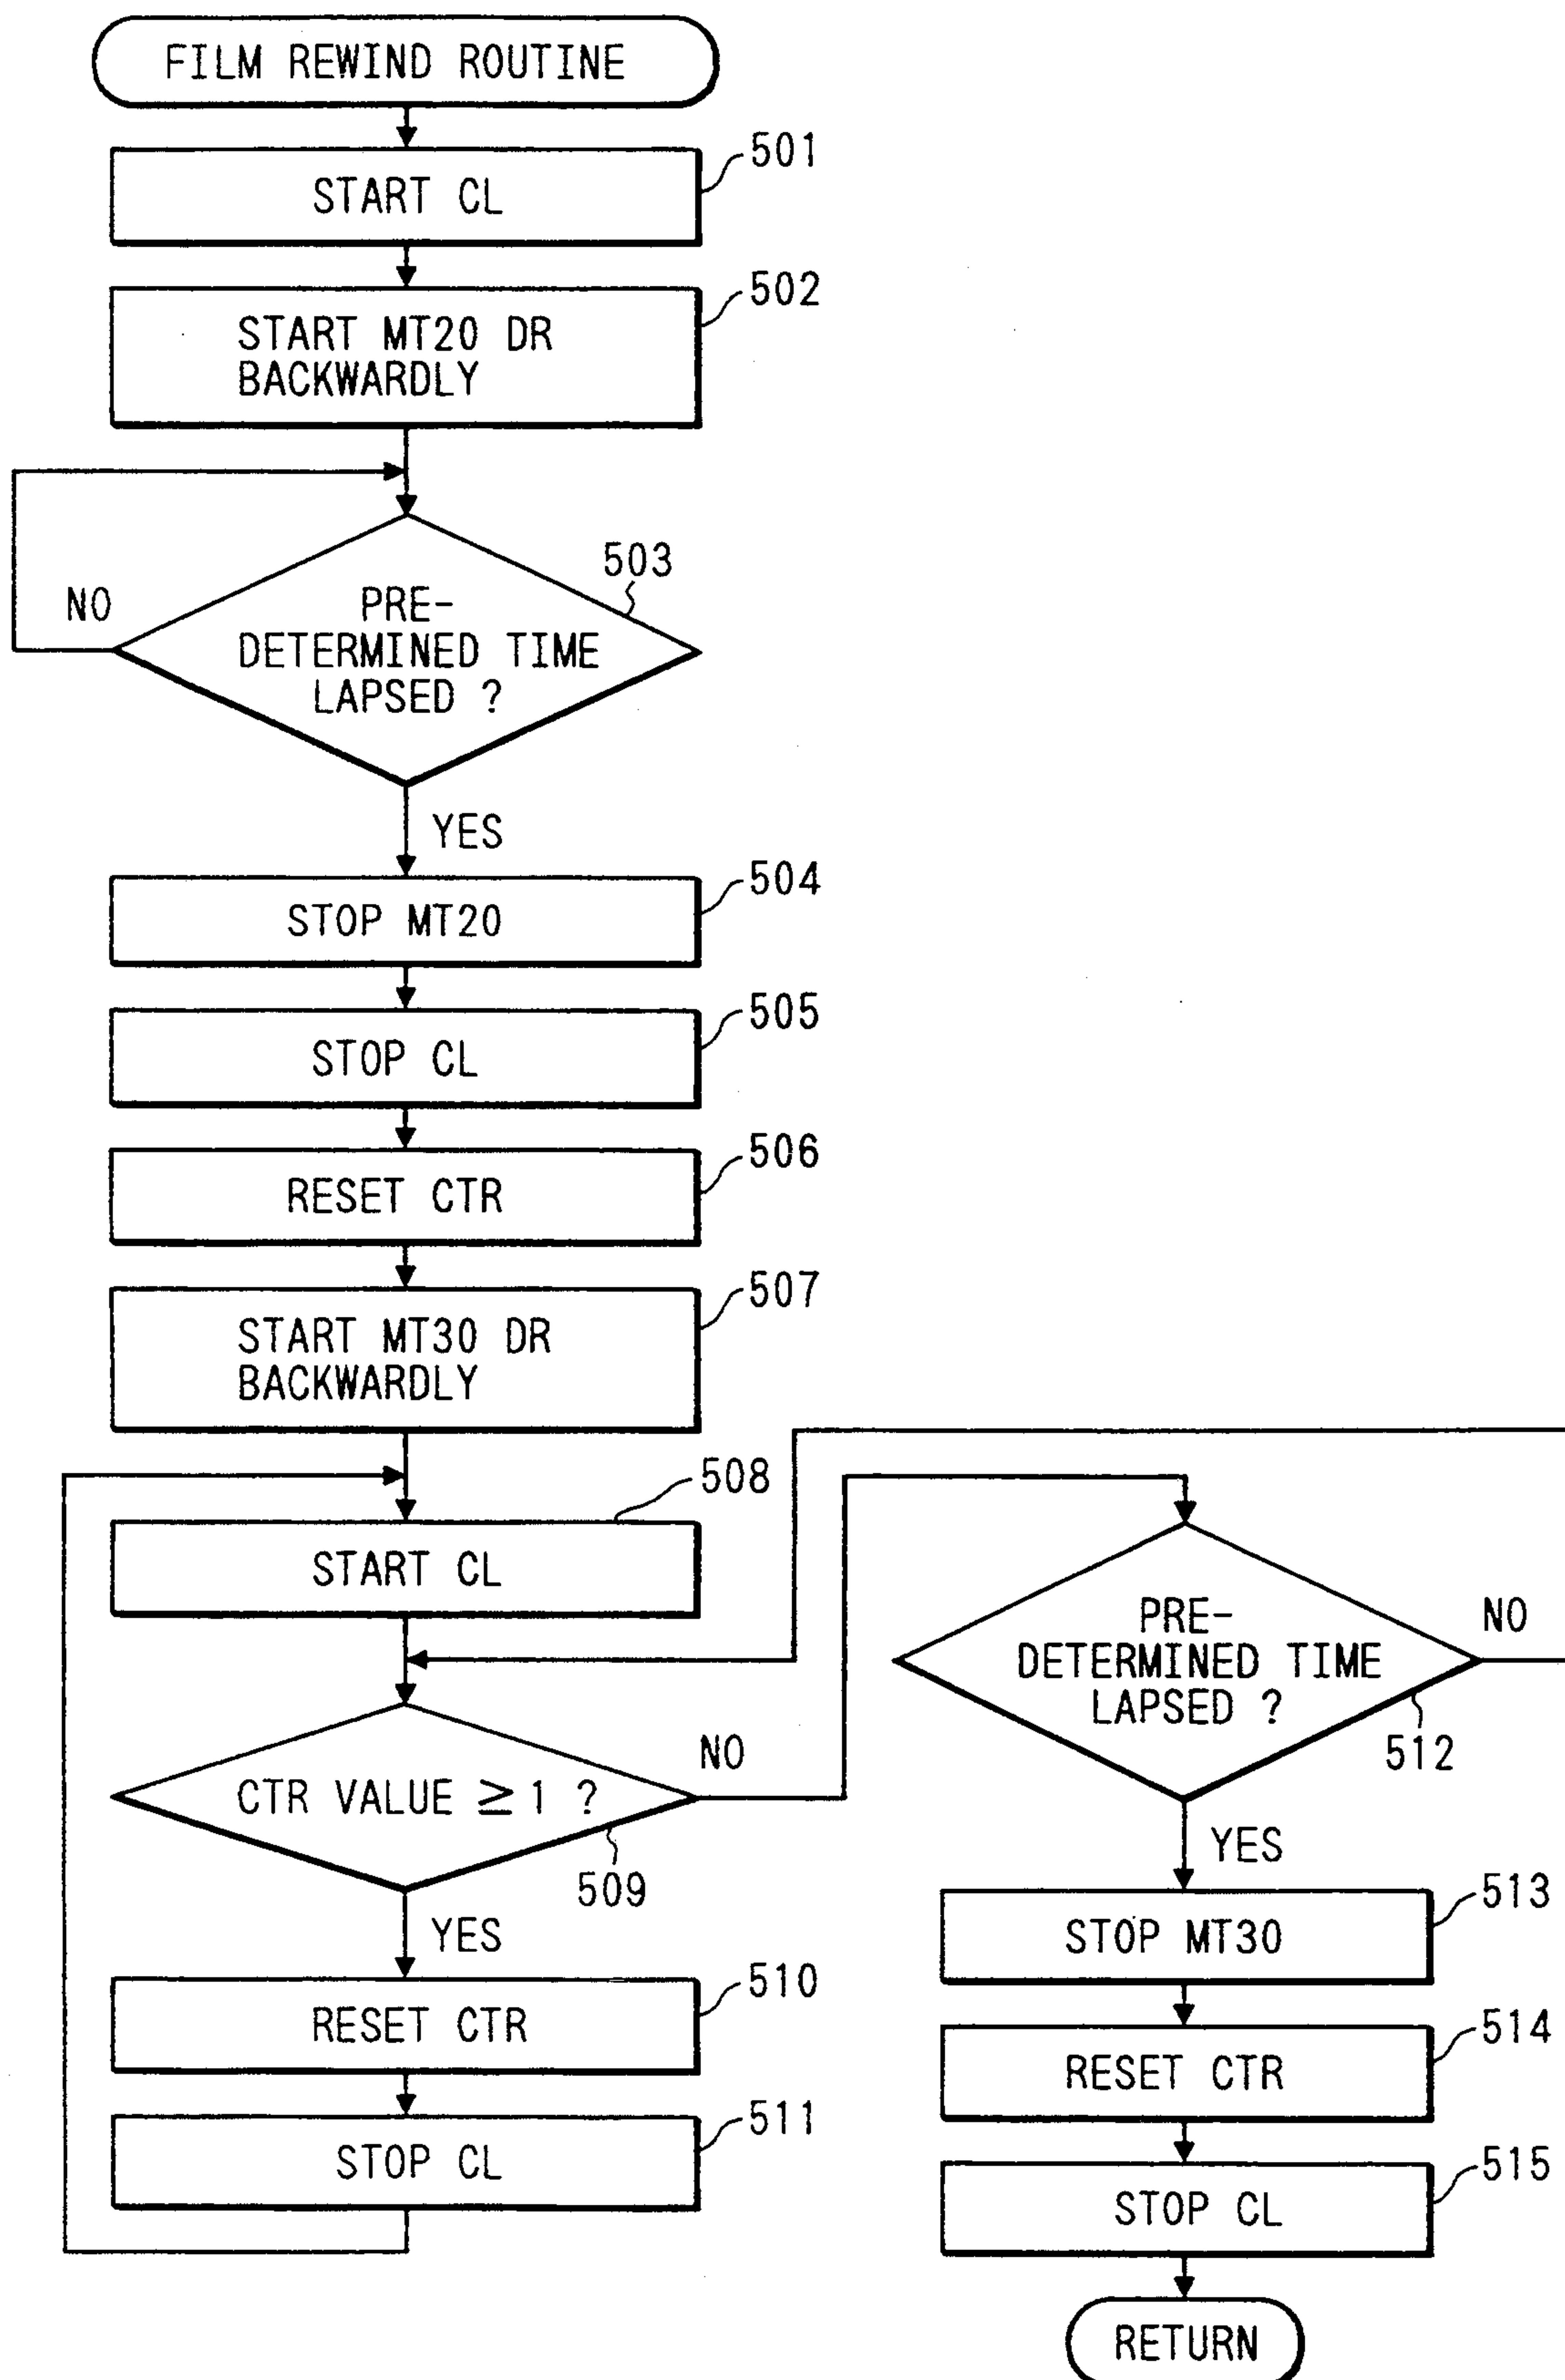 FILM REWIND ROUTINE
501
START CL
502
START MT20 DR
BACKWARDLY
503
NO
PRE-
DETERMINED TIME
LAPSED ?
YES
504
STOP MT20
505
STOP CL
506
RESET CTR
507
START MT30 DR
BACKWARDLY
508
START CL
CTR VALUE ≧ 1 ?
NO
509
YES
510
RESET CTR
511
STOP CL
PRE-
DETERMINED TIME
LAPSED ?
NO
512
YES
513
STOP MT30
514
RESET CTR
515
STOP CL
RETURN